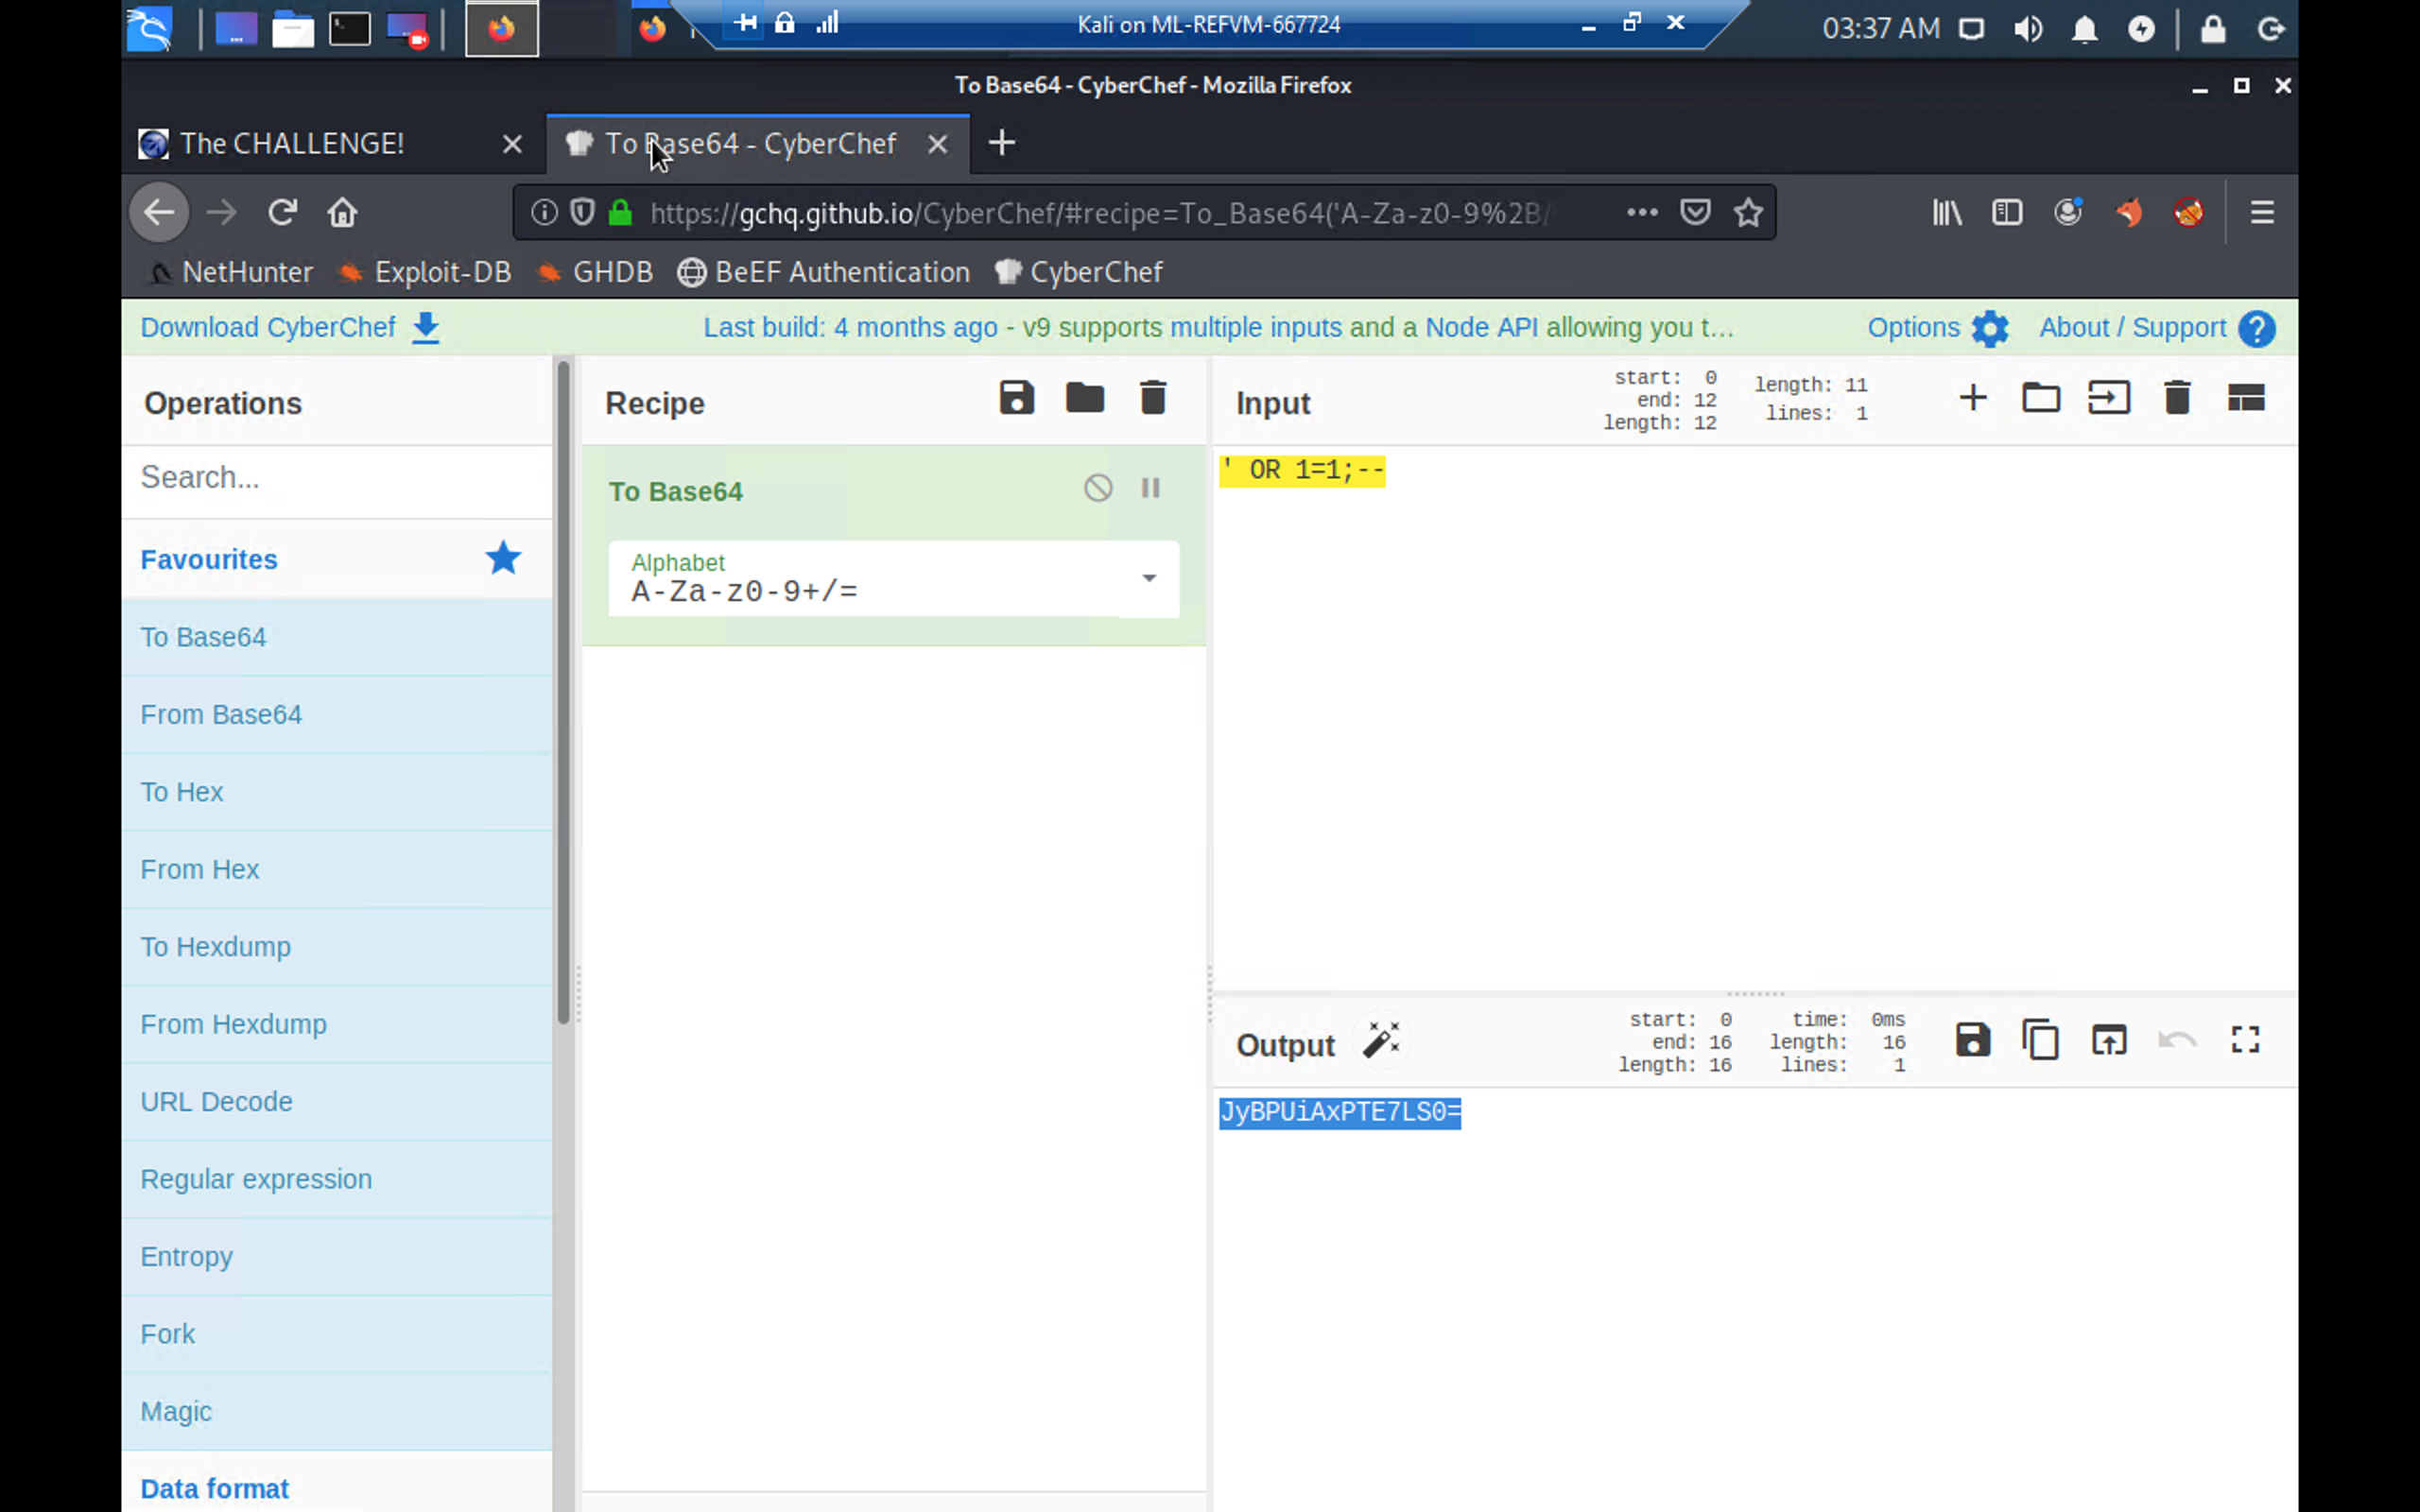 Kali on ML-REFVM-667724
03:37 AM
To Base64 - CyberChef - Mozilla Firefox
The CHALLENGE!
To Base64 - CyberChef
https://gchq.github.io/CyberChef/#recipe=To_Base64('A-Za-z0-9%2B/
NetHunter
Exploit-DB
GHDB
BeEF Authentication
CyberChef
Download CyberChef
Last build: 4 months ago - v9 supports multiple inputs and a Node API allowing you t...
Options
About / Support
Operations
Search...
Favourites
To Base64
From Base64
To Hex
From Hex
To Hexdump
From Hexdump
URL Decode
Regular expression
Entropy
Fork
Magic
Data format
Recipe
To Base64
Alphabet
A-Za-z0-9+/=
Input
start: 0
end: 12
length: 12
length: 11
lines: 1
' OR 1=1;--
Output
start: 0
end: 16
length: 16
time: 0ms
length: 16
lines: 1
JyBPUiAxPTE7LS0=